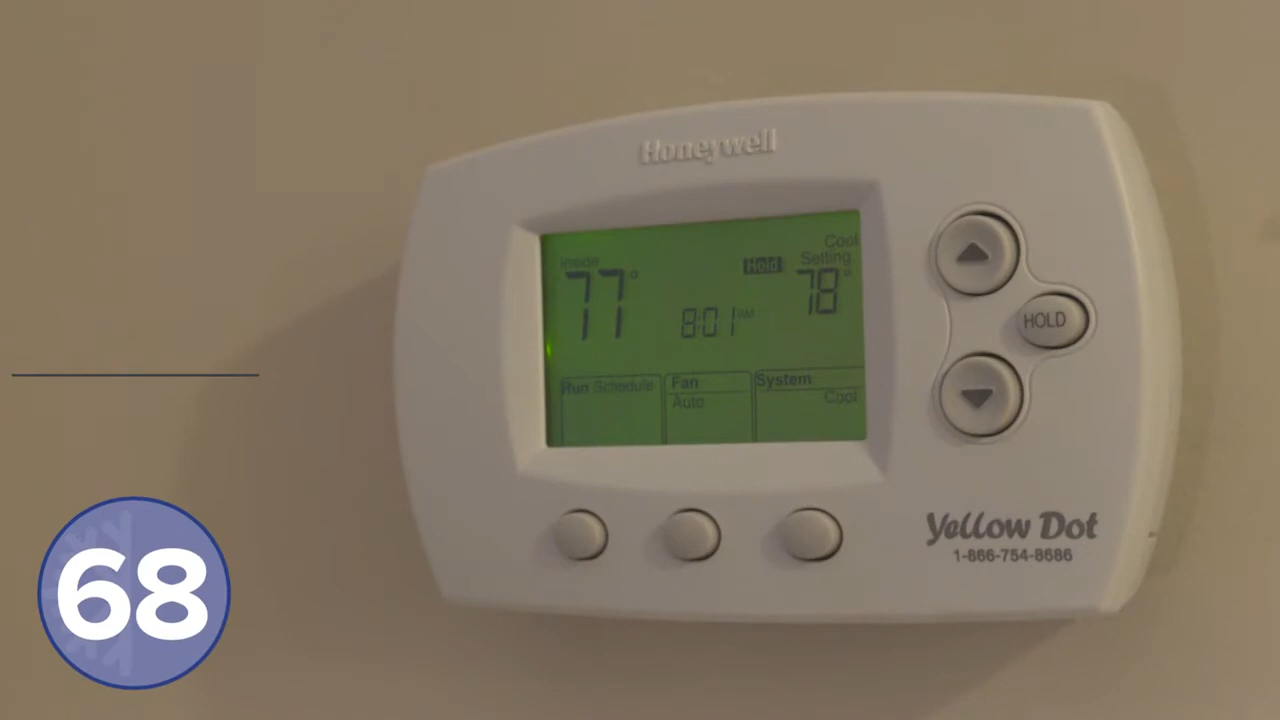 Honeywell
Inside
77°
Hold
Cool
Setting
78°
8:01 AM
Run Schedule
Fan
Auto
System
Cool
HOLD
Yellow Dot
1-866-754-8686
68